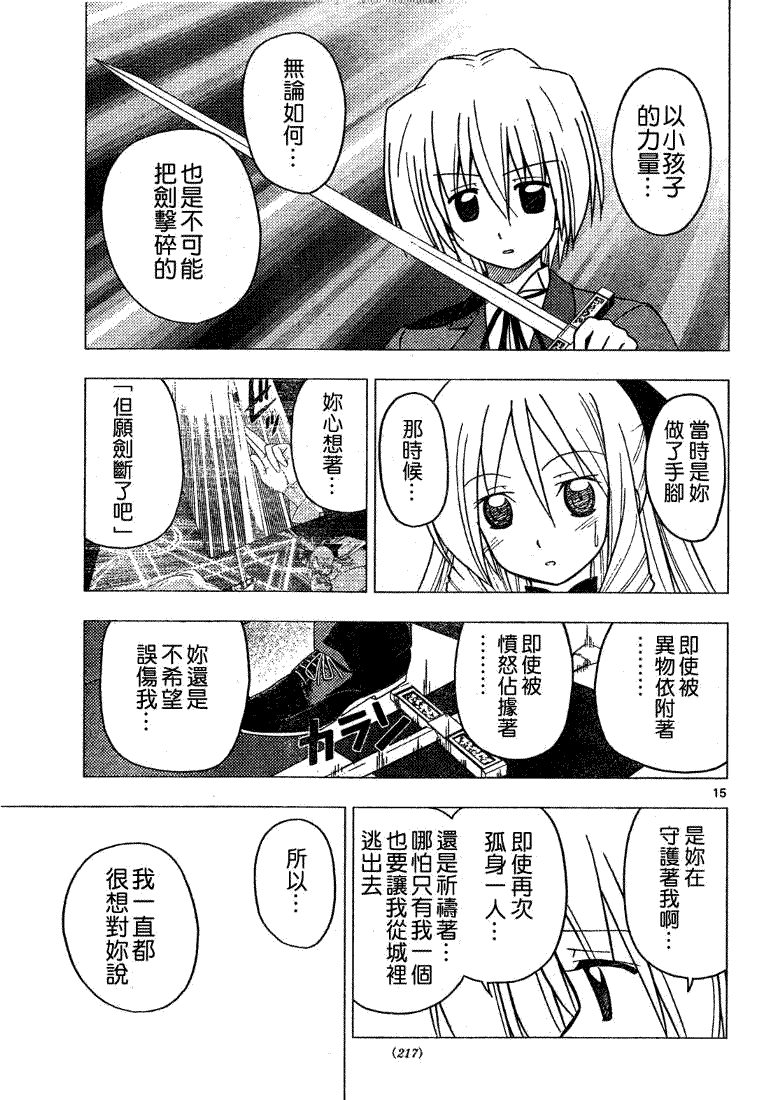 以小孩子
的力量…
無論如何…
也是不可能
把劍擊碎的
當時是妳
做了手腳
那時候…
妳心想著…
「但願劍斷了吧」
即使被
異物依附著
………
即使被
憤怒佔據著
………
カラン
妳還是
不希望
誤傷我…
15
是妳在
守護著我啊…
即使再次
孤身一人…
還是祈禱著…
哪怕只有我一個
也要讓我從城裡
逃出去
所以…
我一直都
很想對妳說
(217)